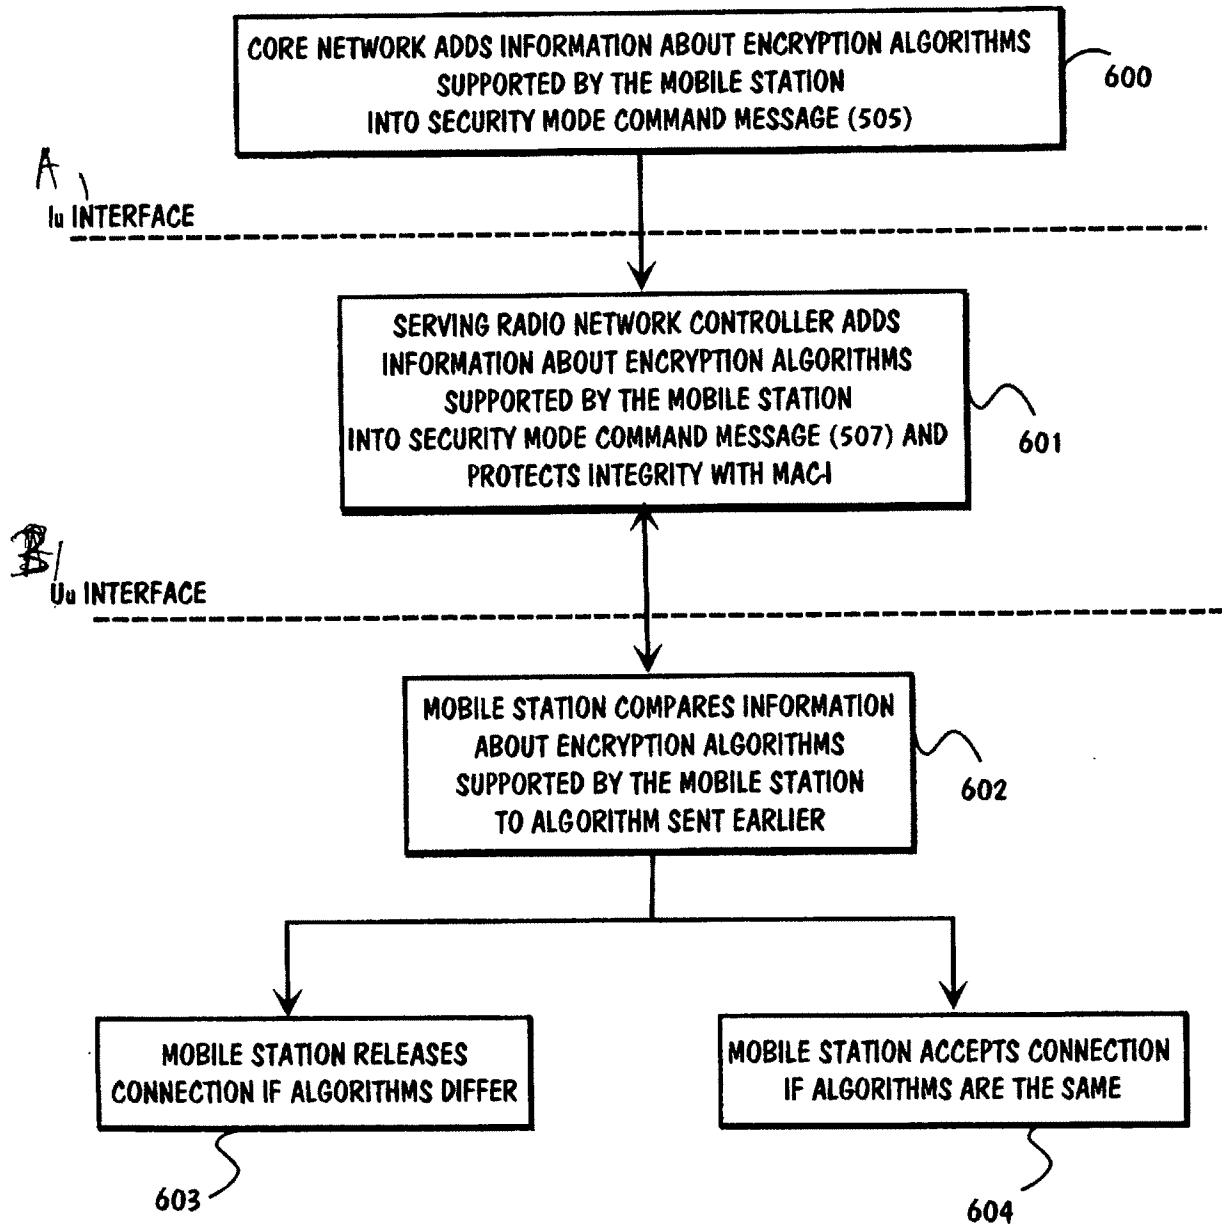 CORE NETWORK ADDS INFORMATION ABOUT ENCRYPTION ALGORITHMS
SUPPORTED BY THE MOBILE STATION
INTO SECURITY MODE COMMAND MESSAGE (505)
600
A
Iu INTERFACE
SERVING RADIO NETWORK CONTROLLER ADDS
INFORMATION ABOUT ENCRYPTION ALGORITHMS
SUPPORTED BY THE MOBILE STATION
INTO SECURITY MODE COMMAND MESSAGE (507) AND
PROTECTS INTEGRITY WITH MAC-I
601
B
Uu INTERFACE
MOBILE STATION COMPARES INFORMATION
ABOUT ENCRYPTION ALGORITHMS
SUPPORTED BY THE MOBILE STATION
TO ALGORITHM SENT EARLIER
602
MOBILE STATION RELEASES
CONNECTION IF ALGORITHMS DIFFER
603
MOBILE STATION ACCEPTS CONNECTION
IF ALGORITHMS ARE THE SAME
604